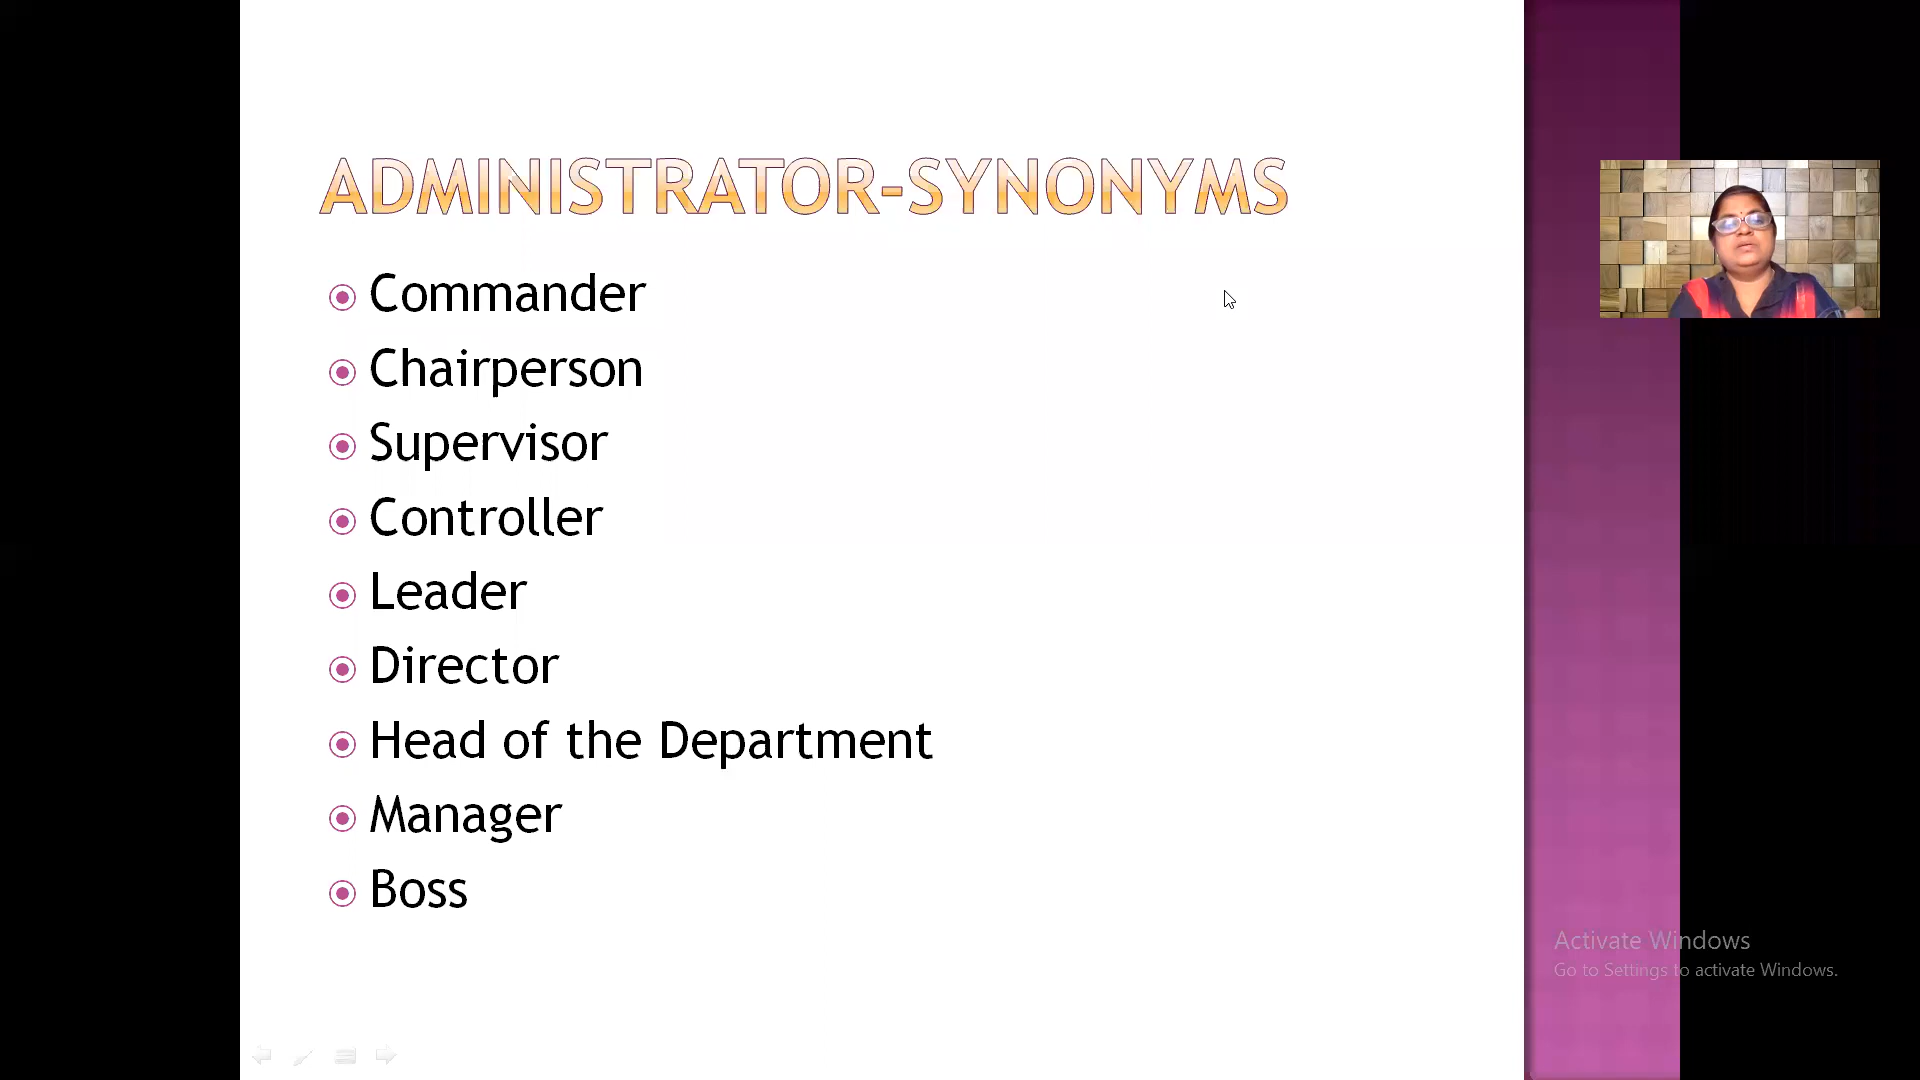 ADMINISTRATOR-SYNONYMS
Commander
Chairperson
Supervisor
Controller
Leader
Director
Head of the Department
Manager
Boss
Activate Windows
Go to Settings to activate Windows.